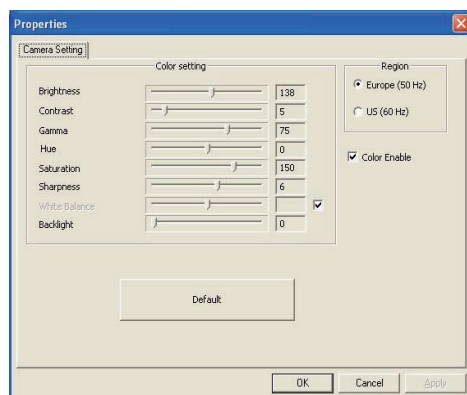 Properties
Camera Setting
Color setting
Brightness 138
Contrast 5
Gamma 75
Hue 0
Saturation 150
Sharpness 6
White Balance
Backlight 0
Region
Europe (50 Hz)
US (60 Hz)
Color Enable
Default
OK Cancel Apply